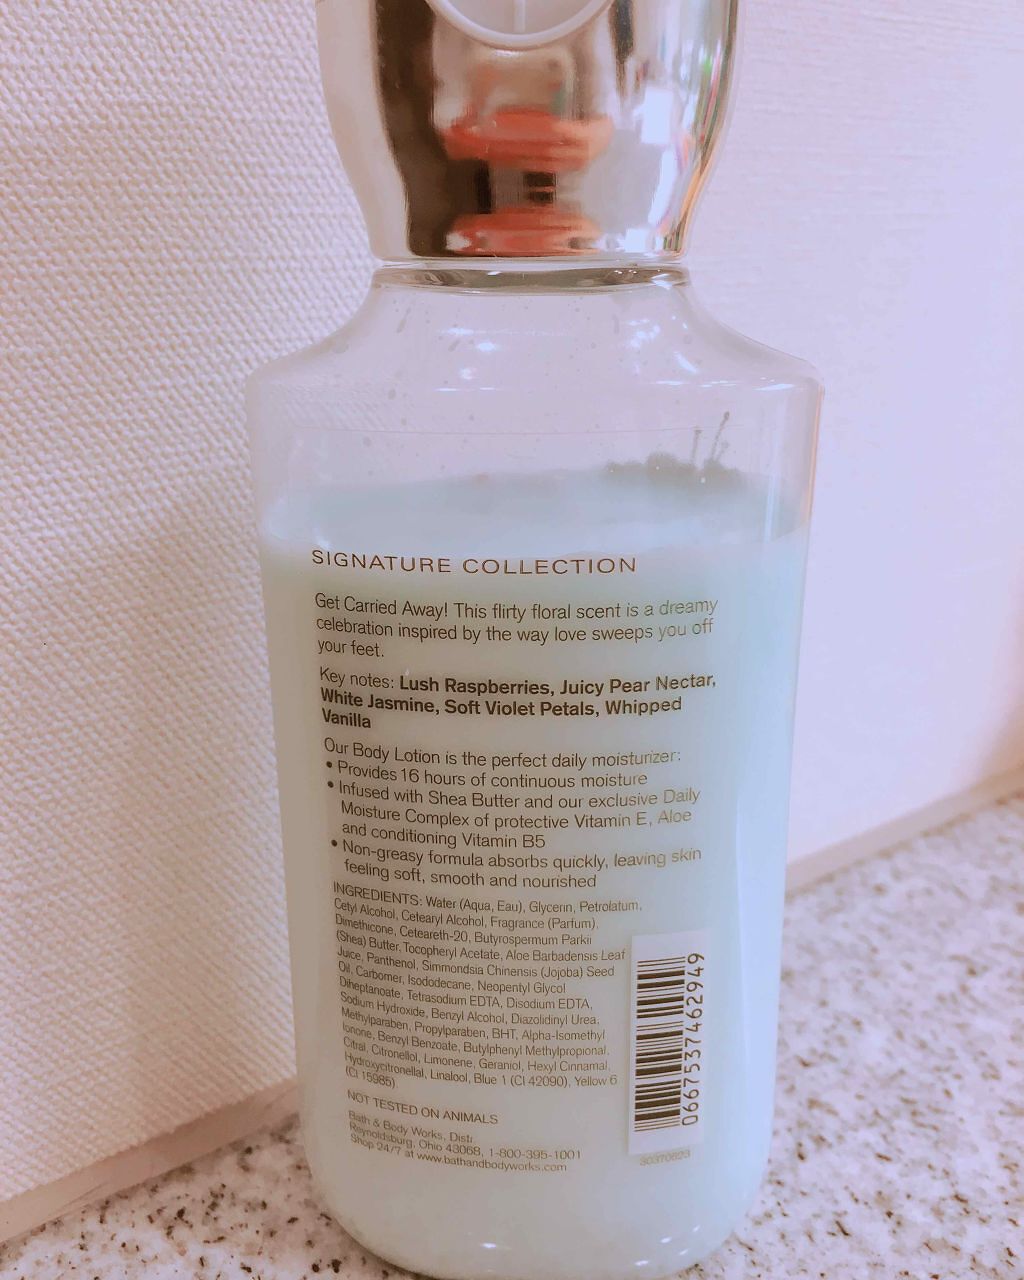 SIGNATURE COLLECTION
Get Carried Away! This flirty floral scent is a dreamy
celebration inspired by the way love sweeps you off
your feet.
Key notes: Lush Raspberries, Juicy Pear Nectar,
White Jasmine, Soft Violet Petals, Whipped
Vanilla
Our Body Lotion is the perfect daily moisturizer:
• Provides 16 hours of continuous moisture
• Infused with Shea Butter and our exclusive Daily
Moisture Complex of protective Vitamin E, Aloe
and conditioning Vitamin B5
• Non-greasy formula absorbs quickly, leaving skin
feeling soft, smooth and nourished
INGREDIENTS: Water (Aqua, Eau), Glycerin, Petrolatum,
Cetyl Alcohol, Cetearyl Alcohol, Fragrance (Parfum),
Dimethicone, Ceteareth-20, Butyrospermum Parkii
(Shea) Butter, Tocopheryl Acetate, Aloe Barbadensis Leaf
Juice, Panthenol, Simmondsia Chinensis (Jojoba) Seed
Oil, Carbomer, Isododecane, Neopentyl Glycol
Diheptanoate, Tetrasodium EDTA, Disodium EDTA,
Sodium Hydroxide, Benzyl Alcohol, Diazolidinyl Urea,
Methylparaben, Propylparaben, BHT, Alpha-Isomethyl
Ionone, Benzyl Benzoate, Butylphenyl Methylpropional,
Citral, Citronellol, Limonene, Geraniol, Hexyl Cinnamal,
Hydroxycitronellal, Linalool, Blue 1 (CI 42090), Yellow 6
(CI 15985).
NOT TESTED ON ANIMALS
Bath & Body Works, Distr.
Reynoldsburg, Ohio 43068, 1-800-395-1001
Shop 24/7 at www.bathandbodyworks.com
0667537462949
80370623